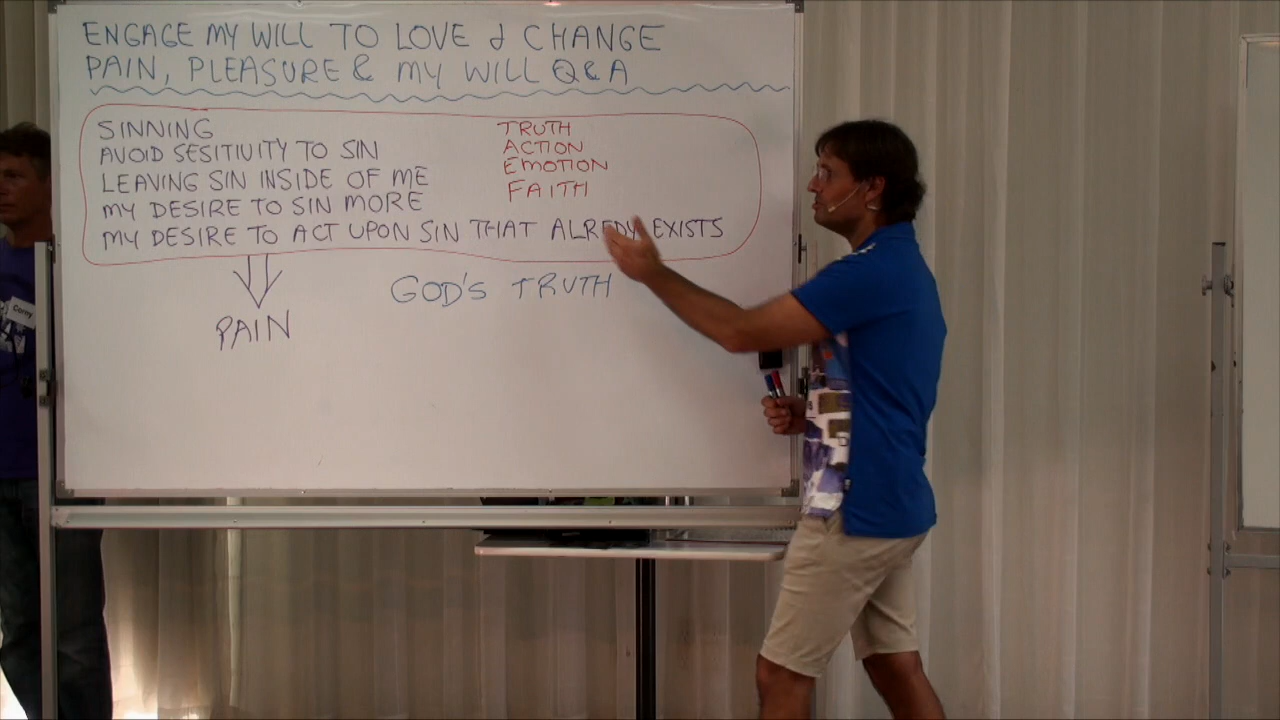 ENGAGE MY WILL TO LOVE & CHANGE
PAIN, PLEASURE & MY WILL Q&A
SINNING
AVOID SESITIVITY TO SIN
LEAVING SIN INSIDE OF ME
MY DESIRE TO SIN MORE
MY DESIRE TO ACT UPON SIN THAT ALREDY EXISTS
TRUTH
ACTION
EMOTION
FAITH
GOD'S TRUTH
PAIN
Corny